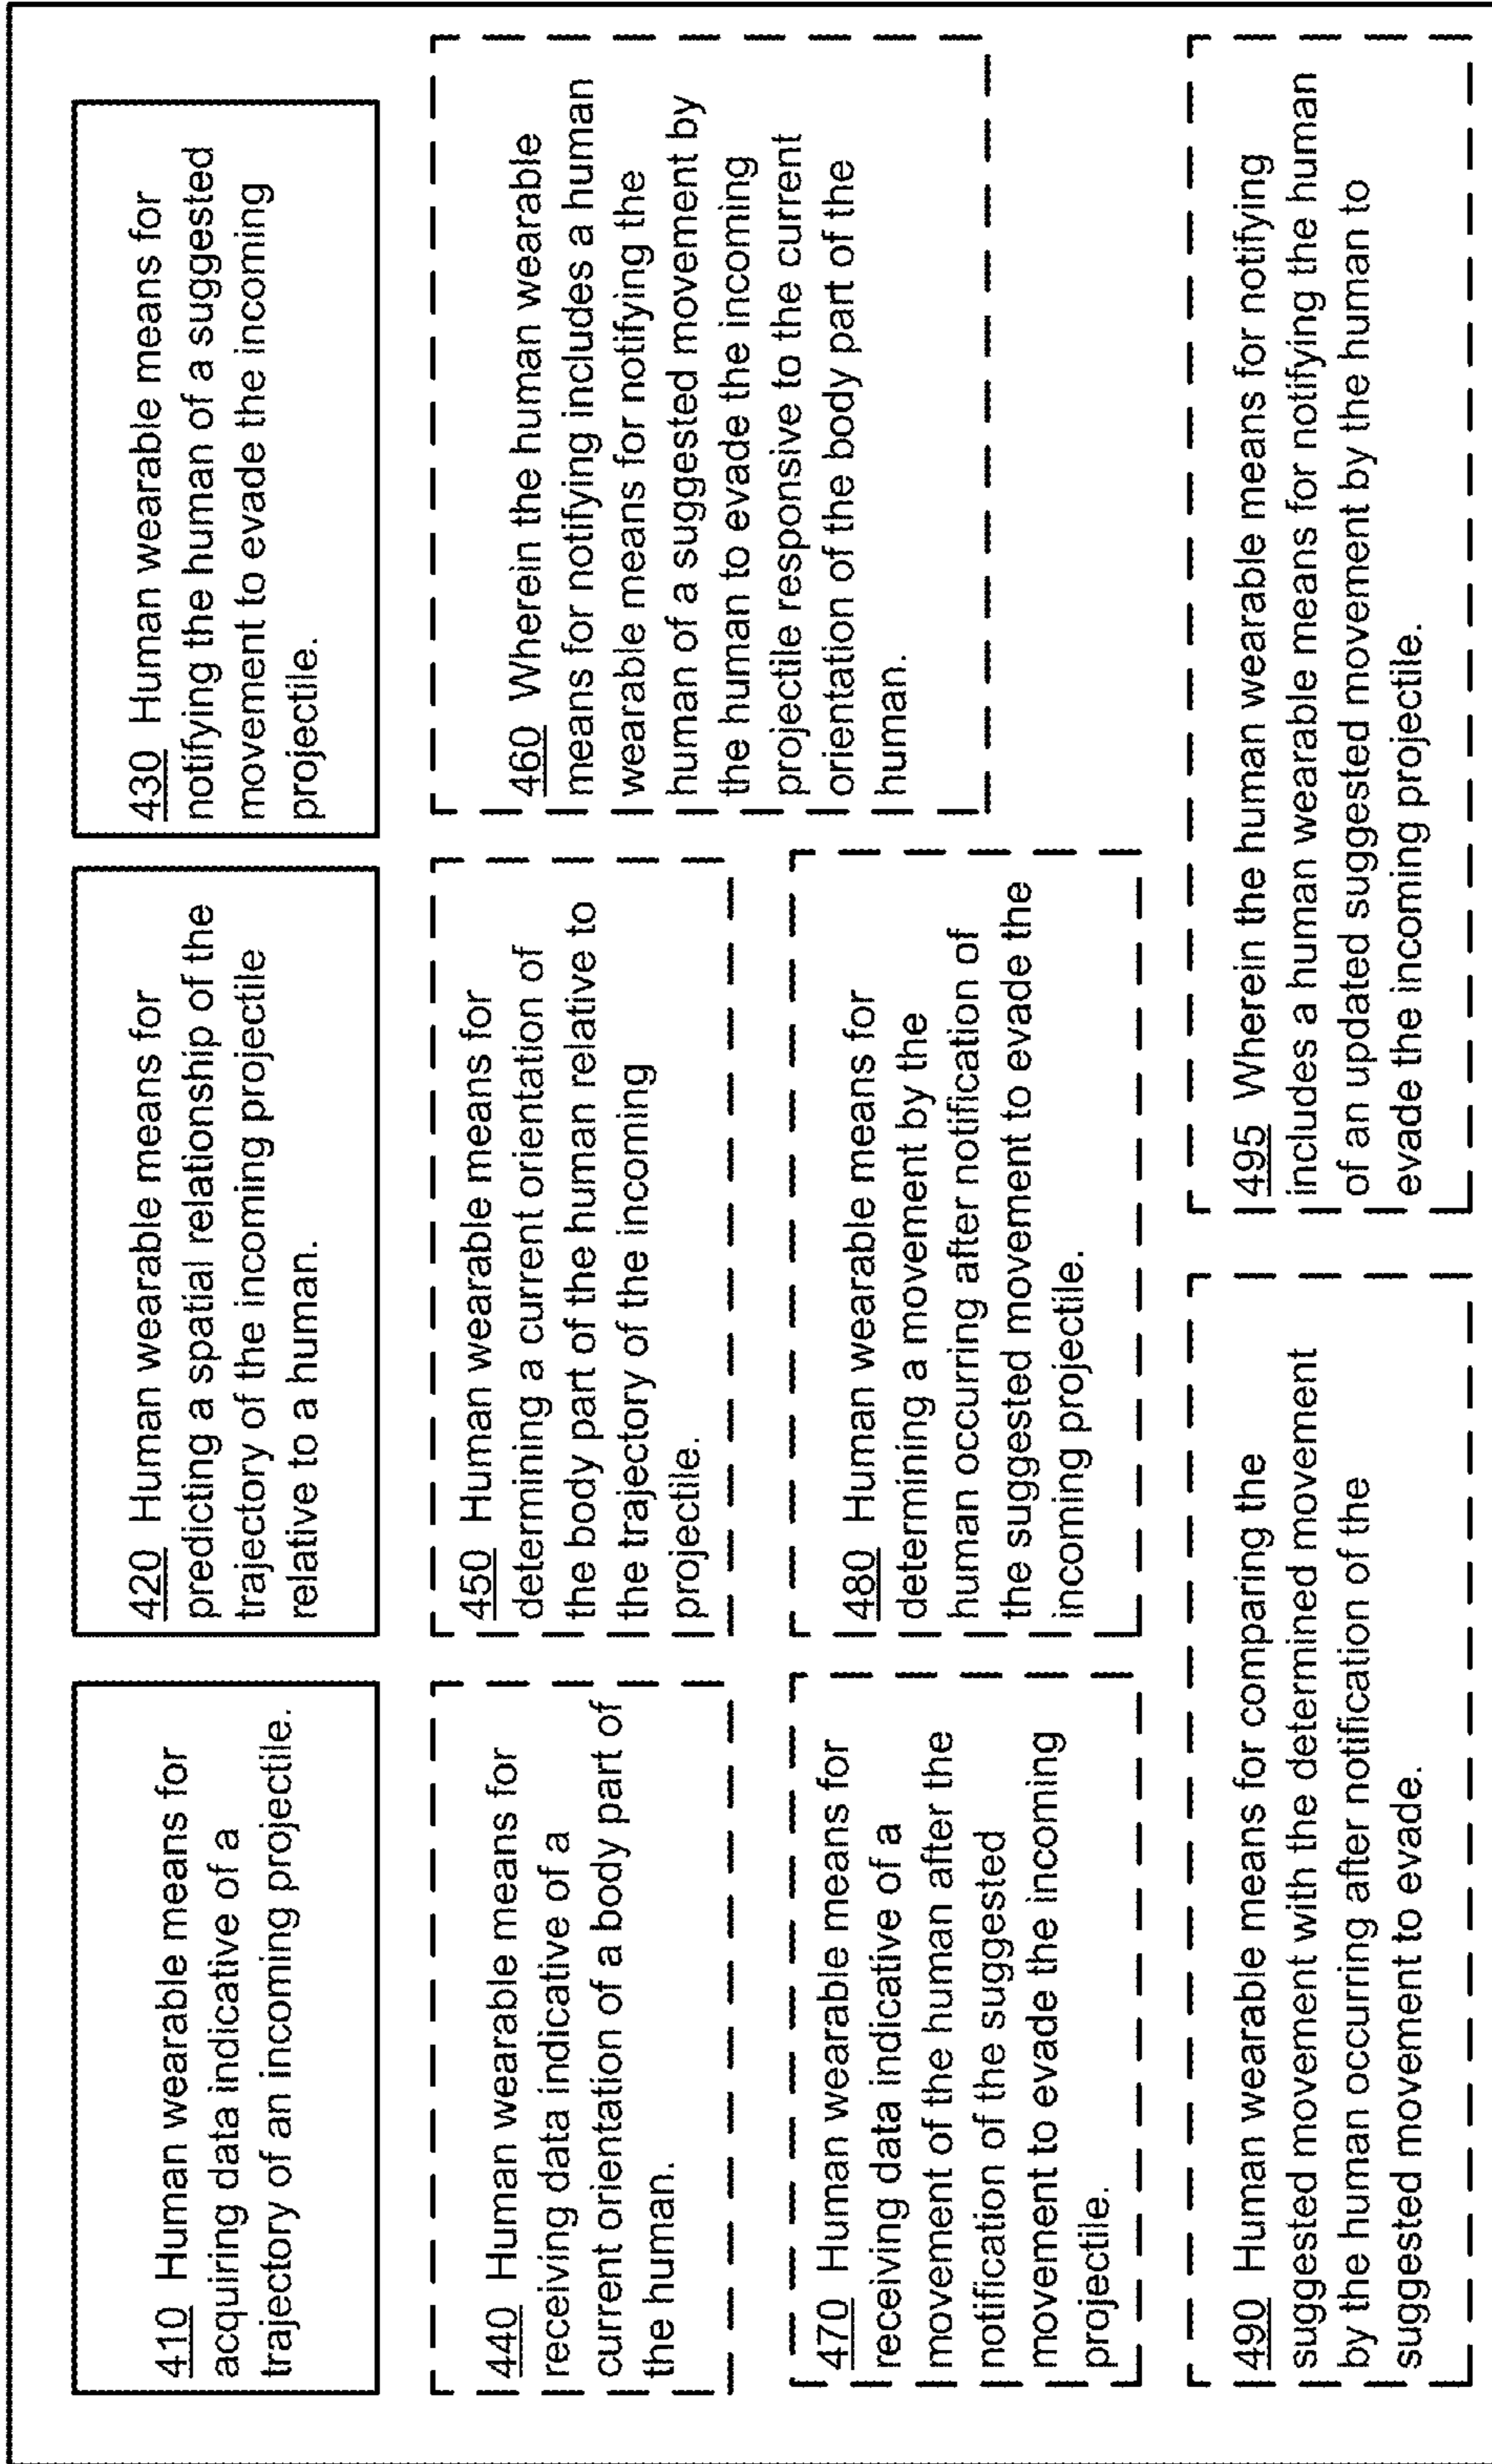 410 Human wearable means for
acquiring data indicative of a
trajectory of an incoming projectile.
420 Human wearable means for
predicting a spatial relationship of the
trajectory of the incoming projectile
relative to a human.
430 Human wearable means for
notifying the human of a suggested
movement to evade the incoming
projectile.
440 Human wearable means for
receiving data indicative of a
current orientation of a body part of
the human.
450 Human wearable means for
determining a current orientation of
the body part of the human relative to
the trajectory of the incoming
projectile.
460 Wherein the human wearable
means for notifying includes a human
wearable means for notifying the
human of a suggested movement by
the human to evade the incoming
projectile responsive to the current
orientation of the body part of the
human.
470 Human wearable means for
receiving data indicative of a
movement of the human after the
notification of the suggested
movement to evade the incoming
projectile.
480 Human wearable means for
determining a movement by the
human occurring after notification of
the suggested movement to evade the
incoming projectile.
490 Human wearable means for comparing the
suggested movement with the determined movement
by the human occurring after notification of the
suggested movement to evade.
495 Wherein the human wearable means for notifying
includes a human wearable means for notifying the human
of an updated suggested movement by the human to
evade the incoming projectile.